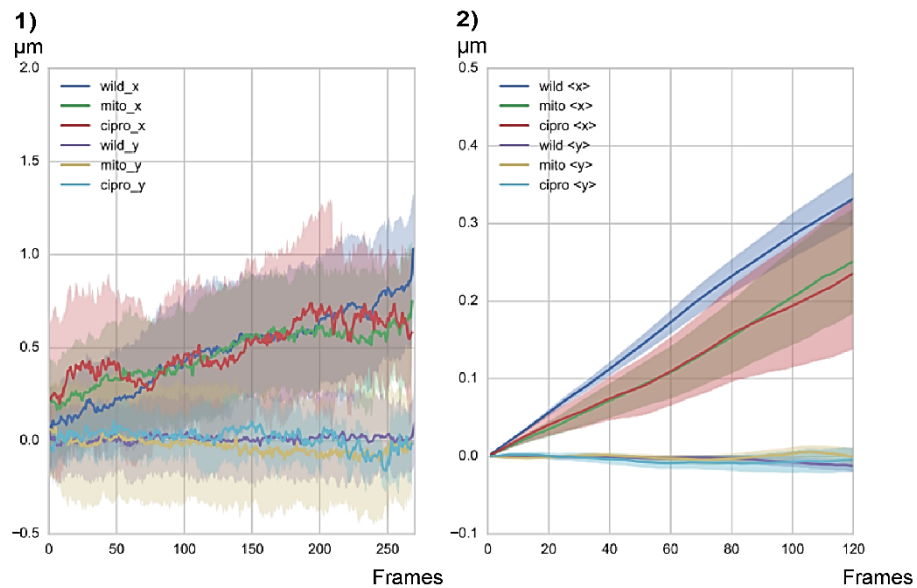 1)
µm
2.0
1.5
1.0
0.5
0.0
−0.5
wild_x
mito_x
cipro_x
wild_y
mito_y
cipro_y
0 50 100 150 200 250
Frames
2)
µm
0.5
0.4
0.3
0.2
0.1
0.0
−0.1
wild <x>
mito <x>
cipro <x>
wild <y>
mito <y>
cipro <y>
0 20 40 60 80 100 120
Frames